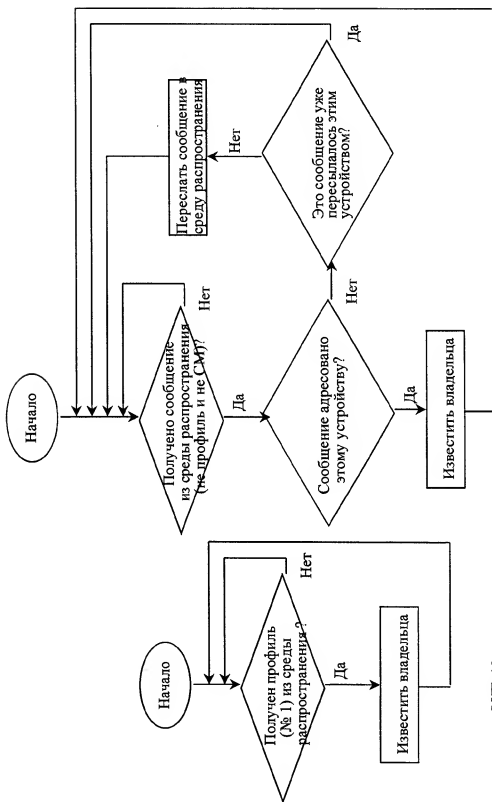 Начало
Получен профиль
(№ 1) из среды
распространения ?
Нет
Да
Известить владельца
Начало
Получено сообщение
из среды распространения
(не профиль и не СМ)?
Нет
Да
Сообщение адресовано
этому устройству?
Нет
Да
Известить владельца
Переслать сообщение в
среду распространения
Нет
Это сообщение уже
пересылалось этим
устройством?
Да